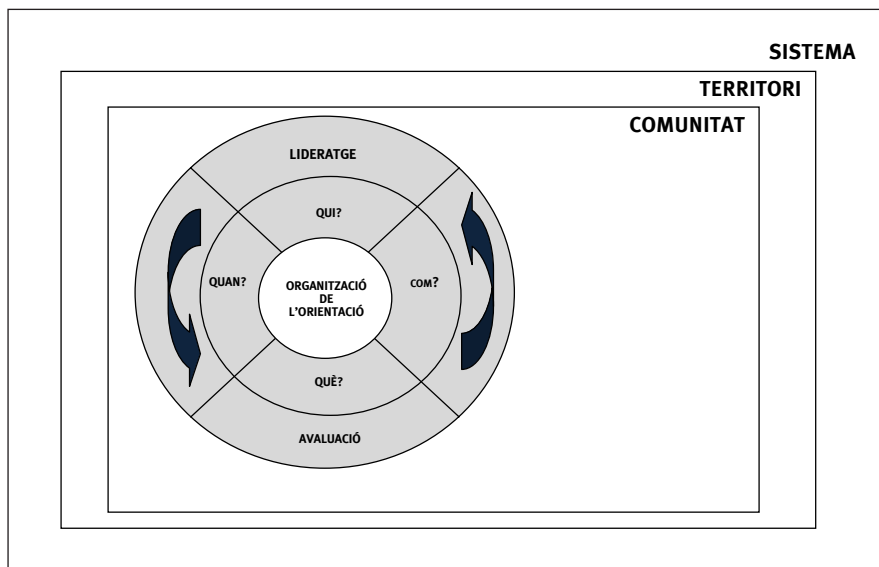 SISTEMA
TERRITORI
COMUNITAT
LIDERATGE
QUI?
QUAN?
ORGANITZACIÓ
DE
L'ORIENTACIÓ
COM?
QUÈ?
AVALUACIÓ